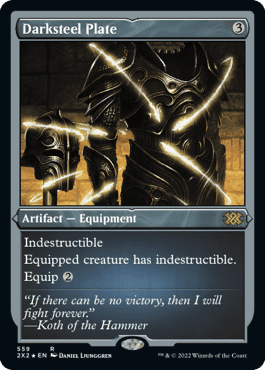 Darksteel Plate 3
Artifact — Equipment
Indestructible
Equipped creature has indestructible.
Equip 2
“If there can be no victory, then I will
fight forever.”
—Koth of the Hammer
559 R
2X2 ★ EN Daniel Ljunggren
™ & © 2022 Wizards of the Coast